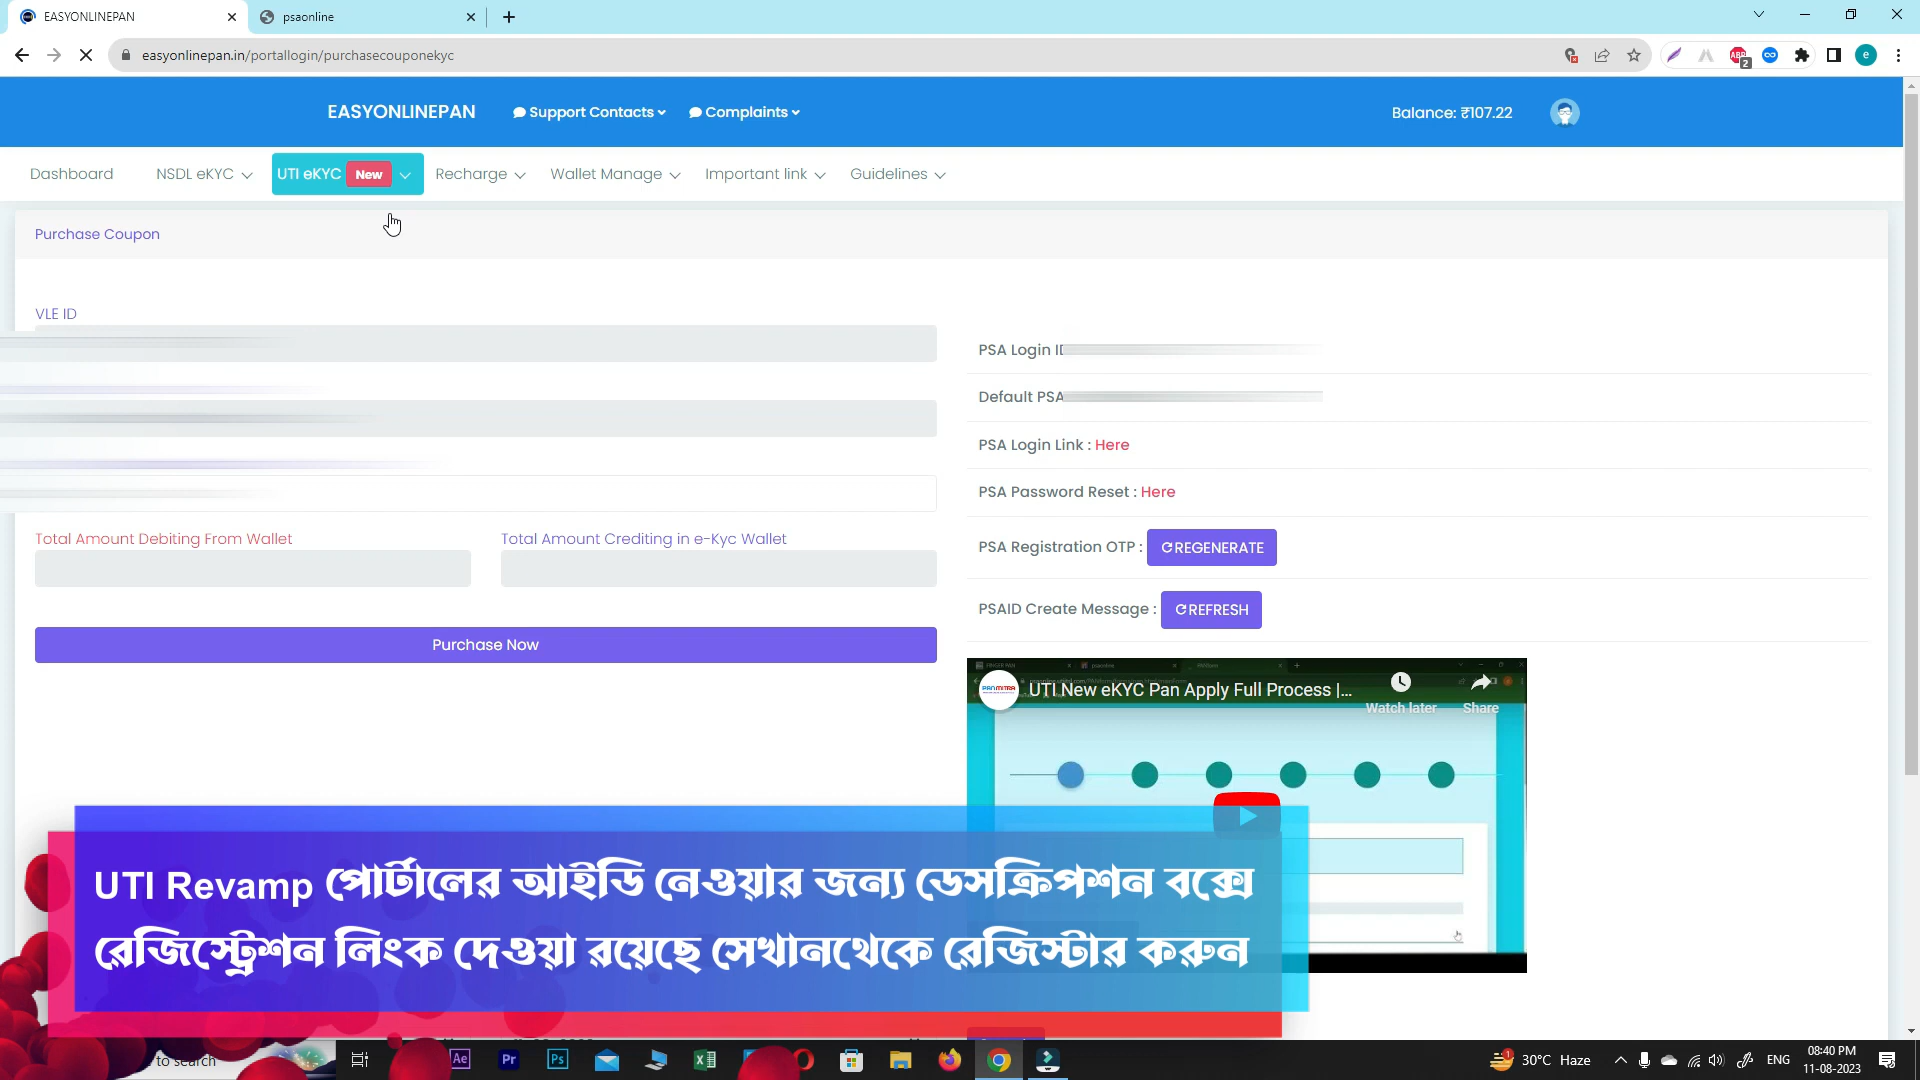 EASYONLINEPAN
psaonline
easyonlinepan.in/portallogin/purchasecouponekyc
EASYONLINEPAN
Support Contacts
Complaints
Balance: ₹107.22
Dashboard
NSDL eKYC
UTI eKYC New
Recharge
Wallet Manage
Important link
Guidelines
Purchase Coupon
VLE ID
PSA Login
Default PSA
PSA Login Link : Here
PSA Password Reset : Here
Total Amount Debiting From Wallet
Total Amount Crediting in e-Kyc Wallet
PSA Registration OTP : REGENERATE
PSAID Create Message : REFRESH
Purchase Now
PAN MITRA
UTI New eKYC Pan Apply Full Process |...
Watch later
Share
UTI Revamp পোর্টালের আইডি নেওয়ার জন্য ডেসক্রিপশন বক্সে
রেজিস্ট্রেশন লিংক দেওয়া রয়েছে সেখানথেকে রেজিস্টার করুন
to search
30°C Haze
ENG
08:40 PM
11-08-2023